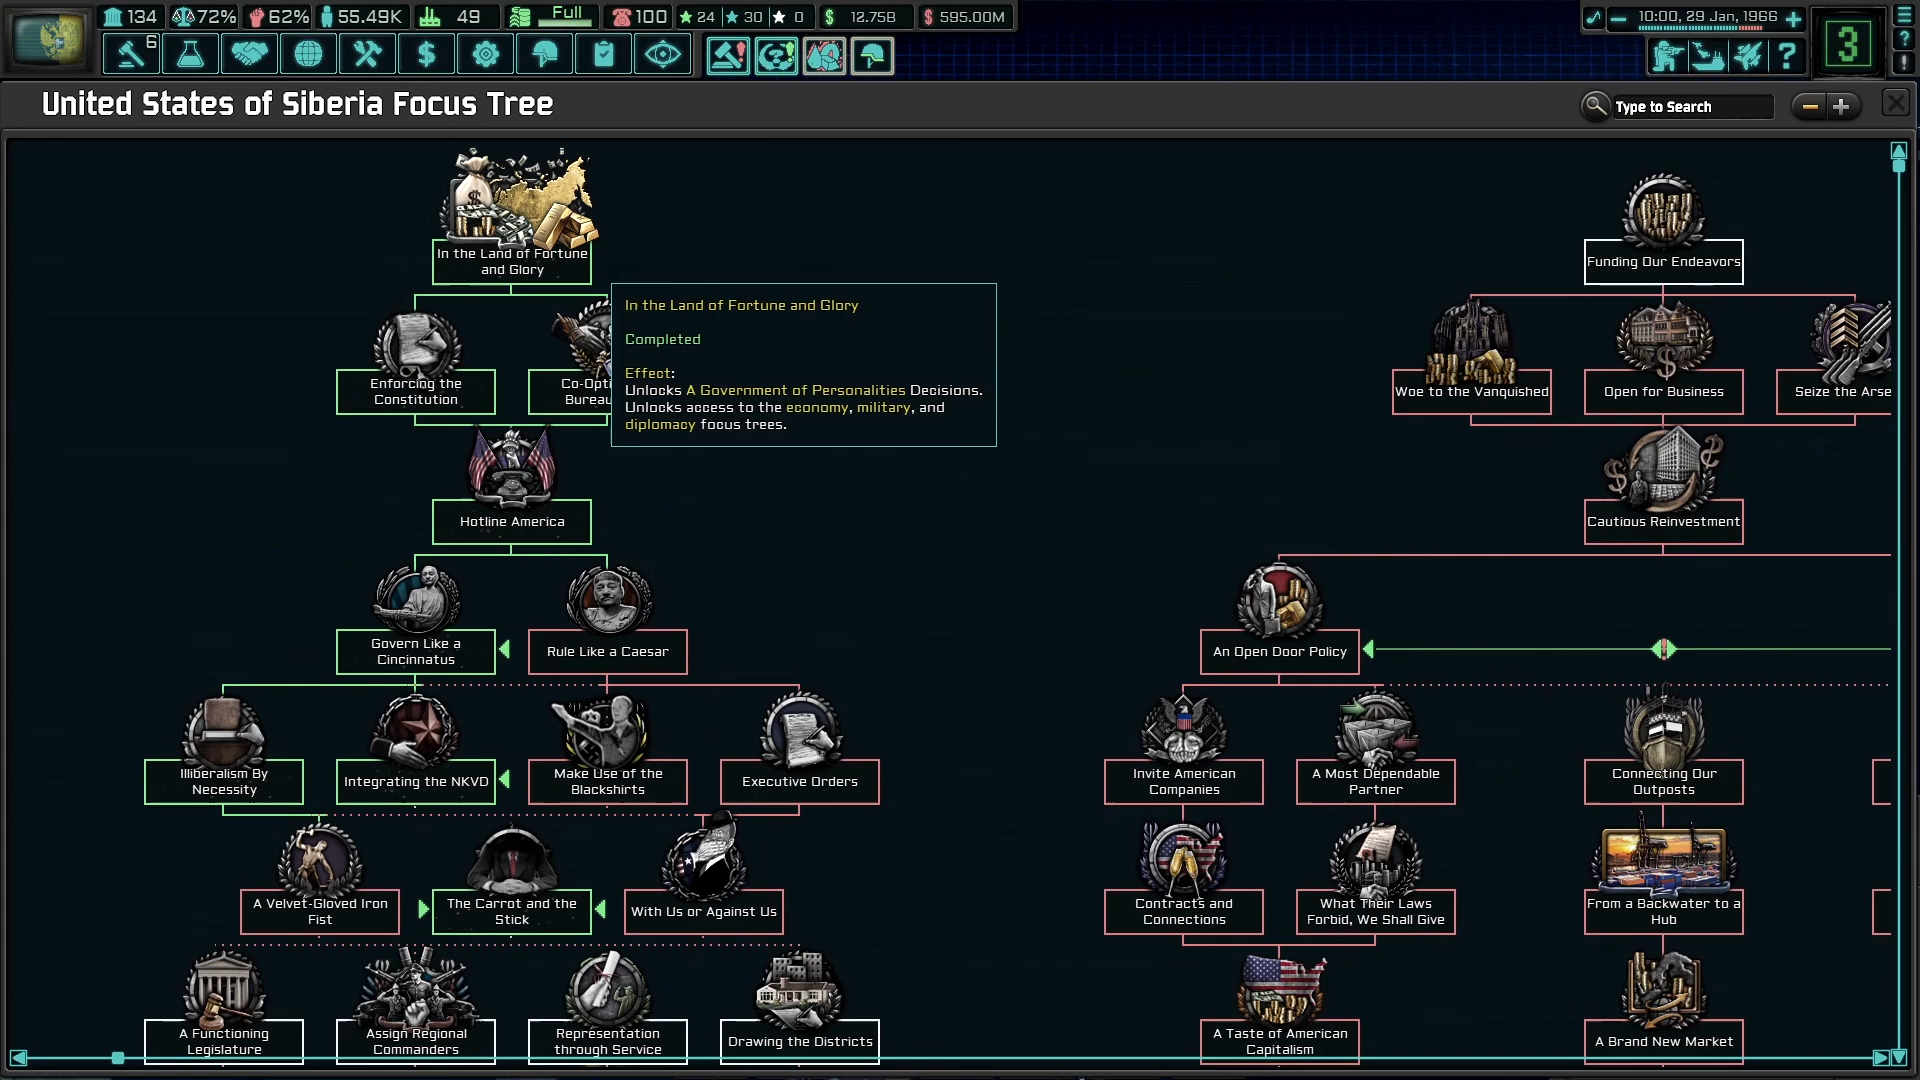 134
72%
62%
55.49K
49
Full
100
24
30
0
$ 12.75B
$ 595.00M
10:00, 29 Jan, 1966
6
3
United States of Siberia Focus Tree
Type to Search
In the Land of Fortune
and Glory
Funding Our Endeavors
In the Land of Fortune and Glory
Completed
Effect:
Unlocks A Government of Personalities Decisions.
Unlocks access to the economy, military, and
diplomacy focus trees.
Enforcing the
Constitution
Co-Opti
Bureau
Woe to the Vanquished
Open for Business
Seize the Arse
Hotline America
Cautious Reinvestment
Govern Like a
Cincinnatus
Rule Like a Caesar
An Open Door Policy
Illiberalism By
Necessity
Integrating the NKVD
Make Use of the
Blackshirts
Executive Orders
Invite American
Companies
A Most Dependable
Partner
Connecting Our
Outposts
A Velvet-Gloved Iron
Fist
The Carrot and the
Stick
With Us or Against Us
Contracts and
Connections
What Their Laws
Forbid, We Shall Give
From a Backwater to a
Hub
A Functioning
Legislature
Assign Regional
Commanders
Representation
through Service
Drawing the Districts
A Taste of American
Capitalism
A Brand New Market